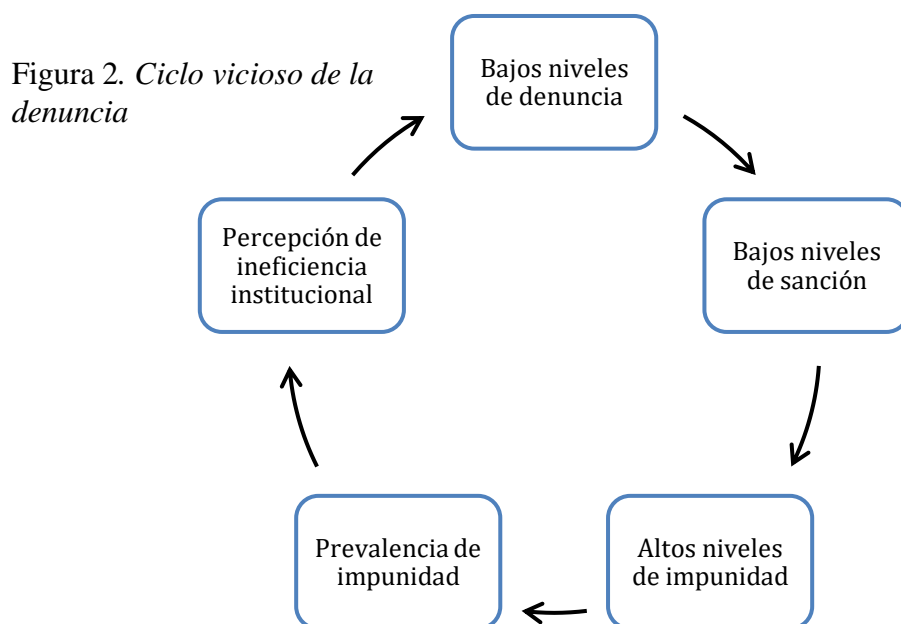 Figura 2. Ciclo vicioso de la
denuncia
Bajos niveles
de denuncia
Bajos niveles
de sanción
Altos niveles
de impunidad
Prevalencia de
impunidad
Percepción de
ineficiencia
institucional